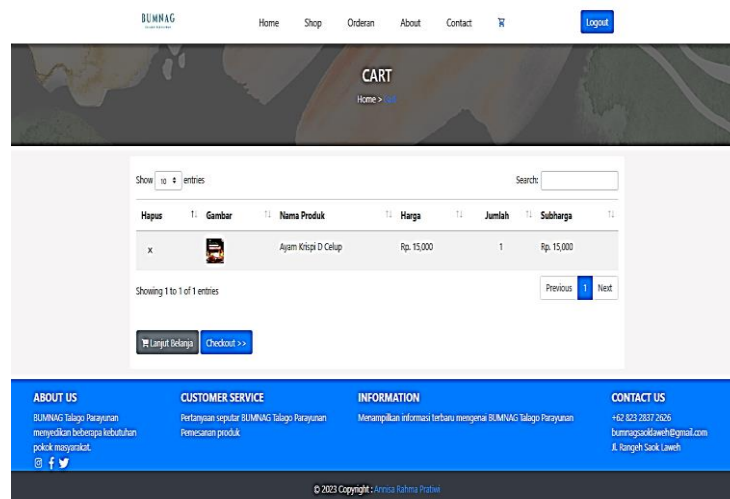 BUMNAG
Home Shop Orderan About Contact Logout
CART
Home > Cart
Show 10 entries Search:
Hapus Gambar Nama Produk Harga Jumlah Subharga
x Ayam Krispi D Celup Rp. 15,000 1 Rp. 15,000
Showing 1 to 1 of 1 entries Previous 1 Next
Lanjut Belanja Checkout >>
ABOUT US
BUMNAG Talago Parayunan
menyedikan beberapa kebutuhan
pokok masyarakat.
CUSTOMER SERVICE
Pertanyaan seputar BUMNAG Talago Parayunan
Pemesanan produk
INFORMATION
Menampilkan informasi terbaru mengenai BUMNAG Talago Parayunan
CONTACT US
+62 823 2837 2626
bumnagsaoklaweh@gmail.com
Jl. Rangeh Saok Laweh
© 2023 Copyright : Annisa Rahma Pratiwi